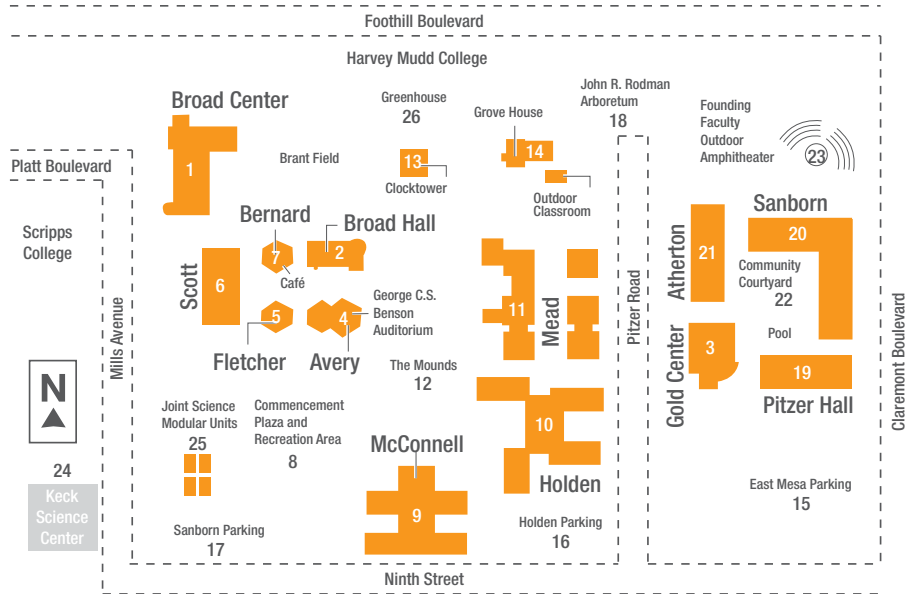 Foothill Boulevard
Harvey Mudd College
Broad Center
1
Brant Field
Greenhouse
26
13
Clocktower
Grove House
14
Outdoor
Classroom
John R. Rodman
Arboretum
18
Founding
Faculty
Outdoor
Amphitheater
23
Platt Boulevard
Scripps
College
Mills Avenue
Bernard
7
Café
Broad Hall
2
Scott
6
5
Fletcher
4
Avery
George C.S.
Benson
Auditorium
The Mounds
12
11
Mead
Pitzer Road
Atherton
21
Sanborn
20
Community
Courtyard
22
Gold Center
3
Pool
19
Pitzer Hall
Claremont Boulevard
N
24
Keck
Science
Center
Joint Science
Modular Units
25
Commencement
Plaza and
Recreation Area
8
McConnell
9
10
Holden
Sanborn Parking
17
Holden Parking
16
East Mesa Parking
15
Ninth Street